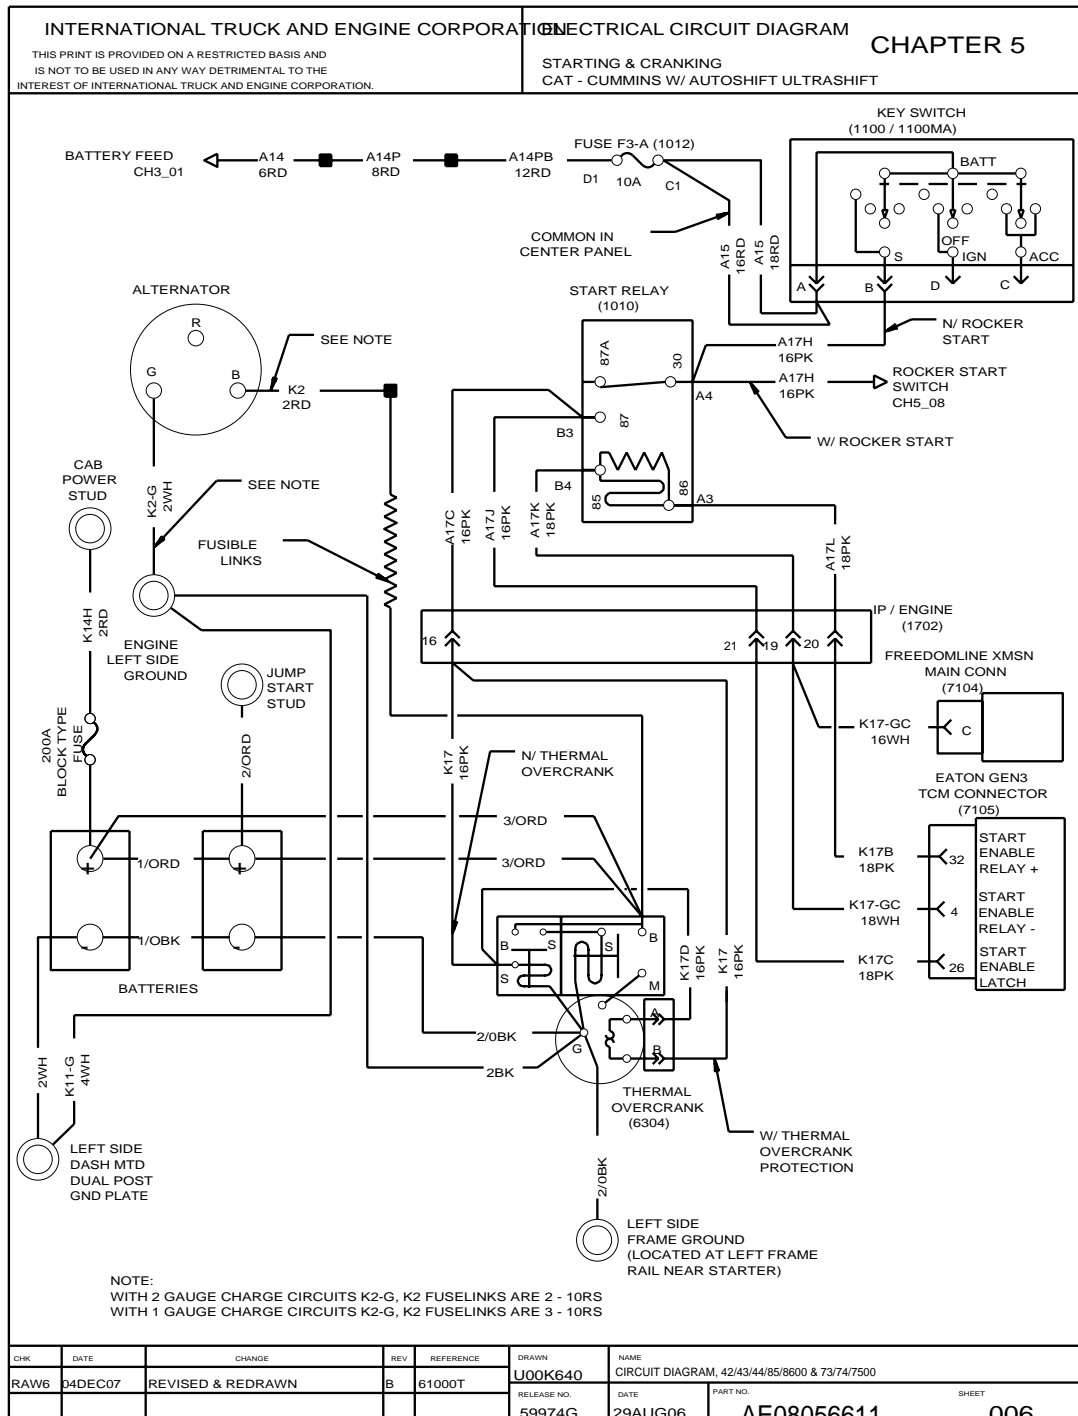 INTERNATIONAL TRUCK AND ENGINE CORPORATION
THIS PRINT IS PROVIDED ON A RESTRICTED BASIS AND
IS NOT TO BE USED IN ANY WAY DETRIMENTAL TO THE
INTEREST OF INTERNATIONAL TRUCK AND ENGINE CORPORATION.
ELECTRICAL CIRCUIT DIAGRAM
CHAPTER 5
STARTING & CRANKING
CAT - CUMMINS W/ AUTOSHIFT ULTRASHIFT
KEY SWITCH
(1100 / 1100MA)
BATTERY FEED
CH3_01
A14
6RD
A14P
8RD
A14PB
12RD
FUSE F3-A (1012)
D1
10A
C1
BATT
OFF
S
IGN
ACC
A
B
D
C
COMMON IN
CENTER PANEL
A15
16RD
A15
18RD
ALTERNATOR
R
G
B
SEE NOTE
K2
2RD
START RELAY
(1010)
87A
30
87
85
86
B3
B4
A4
A3
A17H
16PK
N/ ROCKER
START
A17H
16PK
ROCKER START
SWITCH
CH5_08
W/ ROCKER START
CAB
POWER
STUD
K2-G
2WH
SEE NOTE
FUSIBLE
LINKS
A17C
16PK
A17J
16PK
A17K
18PK
A17L
18PK
K14H
2RD
ENGINE
LEFT SIDE
GROUND
IP / ENGINE
(1702)
16
21
19
20
FREEDOMLINE XMSN
MAIN CONN
(7104)
K17-GC
16WH
C
JUMP
START
STUD
200A
BLOCK TYPE
FUSE
2/ORD
K17
16PK
N/ THERMAL
OVERCRANK
EATON GEN3
TCM CONNECTOR
(7105)
3/ORD
3/ORD
K17B
18PK
32
START
ENABLE
RELAY +
K17-GC
18WH
4
START
ENABLE
RELAY -
K17C
18PK
26
START
ENABLE
LATCH
+
1/ORD
+
-
1/OBK
-
BATTERIES
B
S
S
S
B
M
K17D
16PK
K17
16PK
G
A
B
2/0BK
2BK
2WH
K11-G
4WH
THERMAL
OVERCRANK
(6304)
W/ THERMAL
OVERCRANK
PROTECTION
LEFT SIDE
DASH MTD
DUAL POST
GND PLATE
2/0BK
LEFT SIDE
FRAME GROUND
(LOCATED AT LEFT FRAME
RAIL NEAR STARTER)
NOTE:
WITH 2 GAUGE CHARGE CIRCUITS K2-G, K2 FUSELINKS ARE 2 - 10RS
WITH 1 GAUGE CHARGE CIRCUITS K2-G, K2 FUSELINKS ARE 3 - 10RS
CHK DATE CHANGE REV REFERENCE
RAW6 04DEC07 REVISED & REDRAWN B 61000T
DRAWN
U00K640
NAME
CIRCUIT DIAGRAM, 42/43/44/85/8600 & 73/74/7500
RELEASE NO.
59974G
DATE
29AUG06
PART NO.
AE08056611
SHEET
006